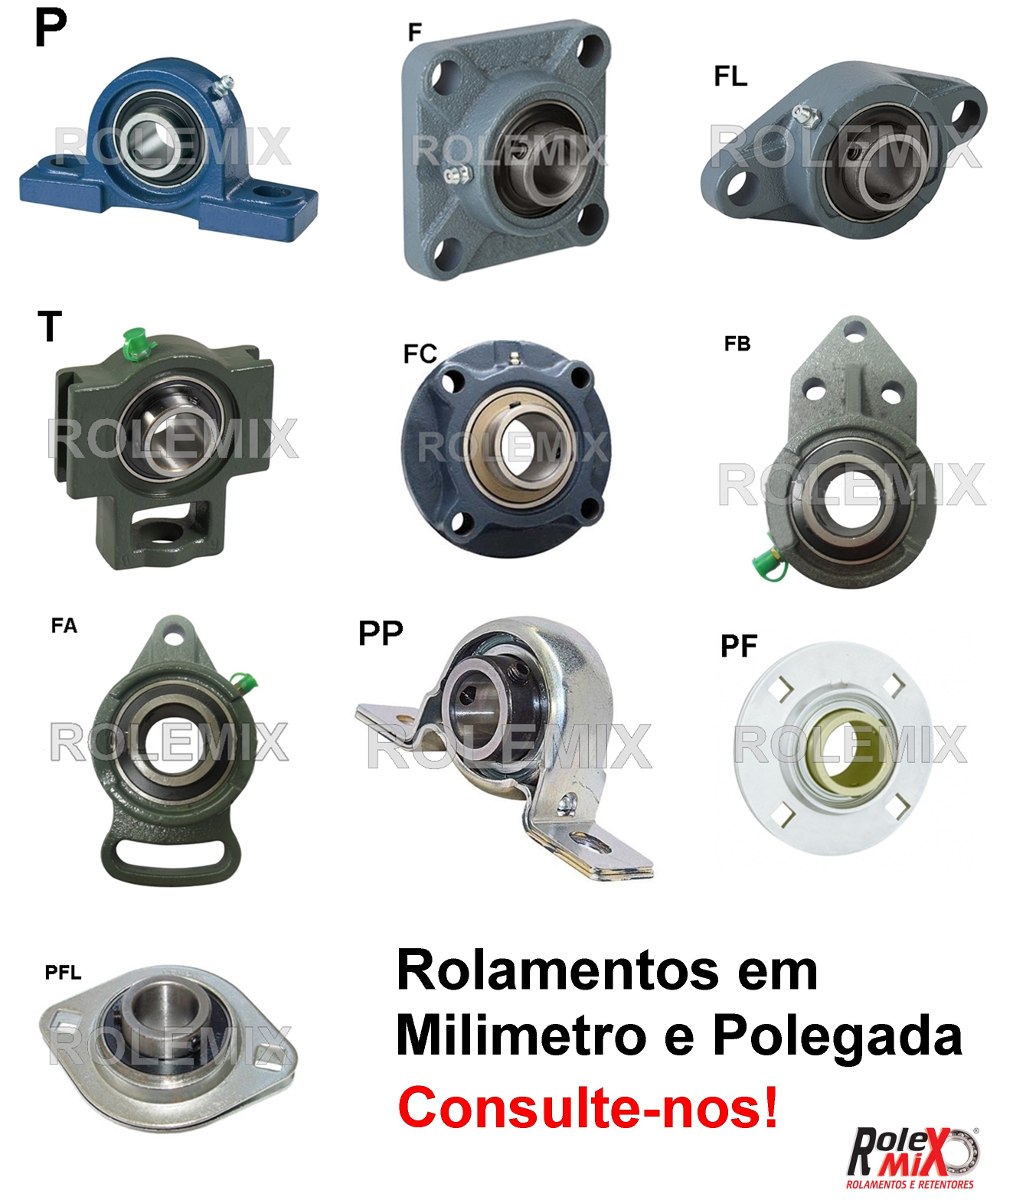 P
F
FL
ROLEMIX
ROLEMIX
ROLEMIX
T
FC
FB
ROLEMIX
ROLEMIX
ROLEMIX
FA
PP
PF
ROLEMIX
ROLEMIX
ROLEMIX
PFL
ROLEMIX
Rolamentos em
Milimetro e Polegada
Consulte-nos!
Role
MiX®
ROLAMENTOS E RETENTORES